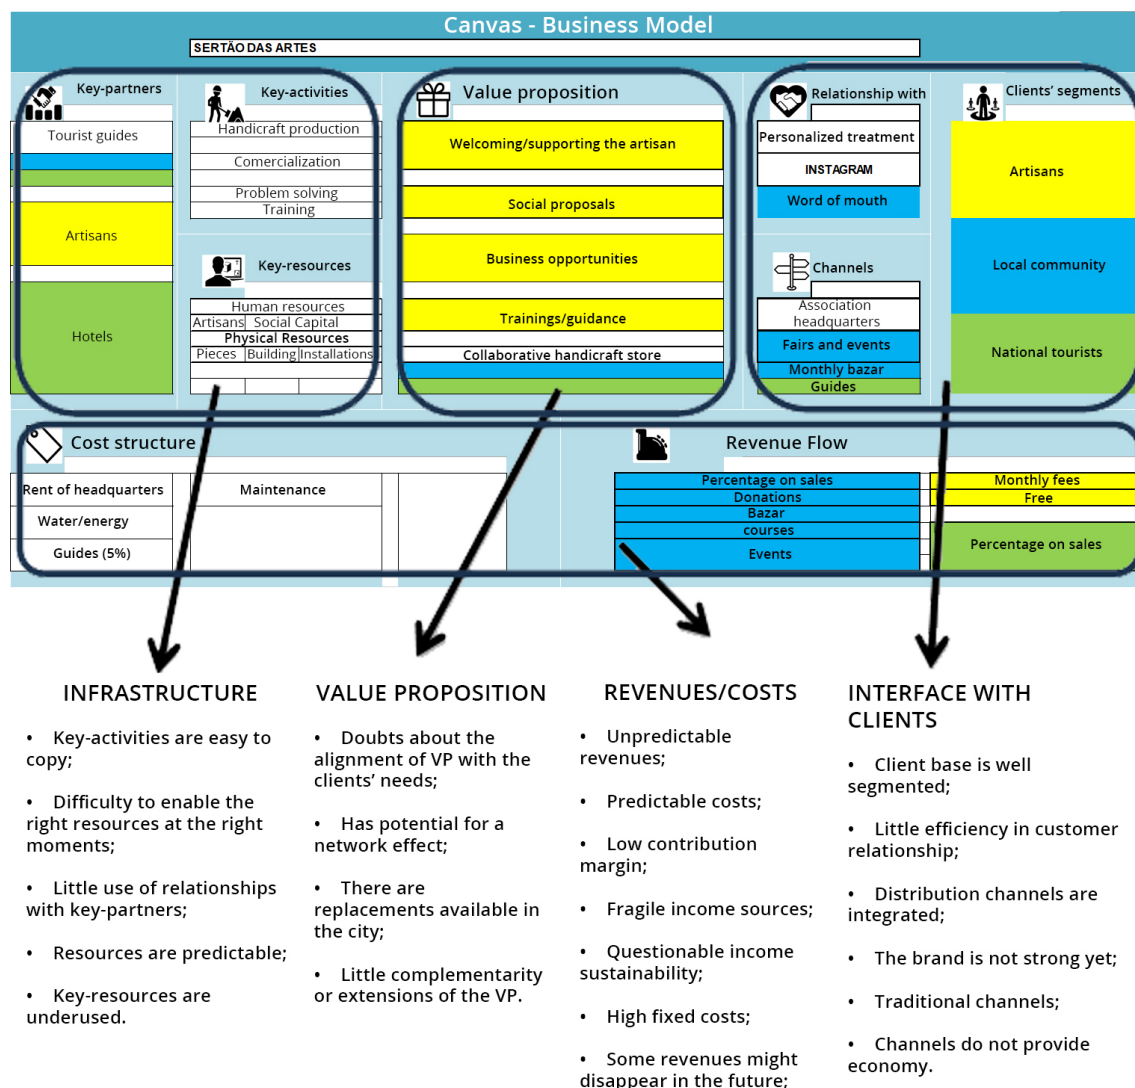 Canvas - Business Model
SERTÃO DAS ARTES
Key-partners
Tourist guides
Artisans
Hotels
Key-activities
Handicraft production
Comercialization
Problem solving
Training
Key-resources
Human resources
Artisans Social Capital
Physical Resources
Pieces Building Installations
Value proposition
Welcoming/supporting the artisan
Social proposals
Business opportunities
Trainings/guidance
Collaborative handicraft store
Relationship with
Personalized treatment
INSTAGRAM
Word of mouth
Channels
Association
headquarters
Fairs and events
Monthly bazar
Guides
Clients' segments
Artisans
Local community
National tourists
Cost structure
Rent of headquarters
Maintenance
Water/energy
Guides (5%)
Revenue Flow
Percentage on sales
Donations
Bazar
courses
Events
Monthly fees
Free
Percentage on sales
INFRASTRUCTURE
• Key-activities are easy to
copy;
• Difficulty to enable the
right resources at the right
moments;
• Little use of relationships
with key-partners;
• Resources are predictable;
• Key-resources are
underused.
VALUE PROPOSITION
• Doubts about the
alignment of VP with the
clients' needs;
• Has potential for a
network effect;
• There are
replacements available in
the city;
• Little complementarity
or extensions of the VP.
REVENUES/COSTS
• Unpredictable
revenues;
• Predictable costs;
• Low contribution
margin;
• Fragile income sources;
• Questionable income
sustainability;
• High fixed costs;
• Some revenues might
disappear in the future;
INTERFACE WITH
CLIENTS
• Client base is well
segmented;
• Little efficiency in customer
relationship;
• Distribution channels are
integrated;
• The brand is not strong yet;
• Traditional channels;
• Channels do not provide
economy.